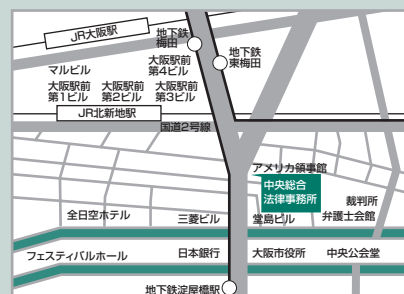 JR大阪駅
地下鉄
梅田
地下鉄
東梅田
マルビル
大阪駅前
第4ビル
大阪駅前
第1ビル
大阪駅前
第2ビル
大阪駅前
第3ビル
JR北新地駅
国道2号線
アメリカ領事館
中央総合
法律事務所
裁判所
弁護士会館
全日空ホテル
三菱ビル
堂島ビル
フェスティバルホール
日本銀行
大阪市役所
中央公会堂
地下鉄淀屋橋駅